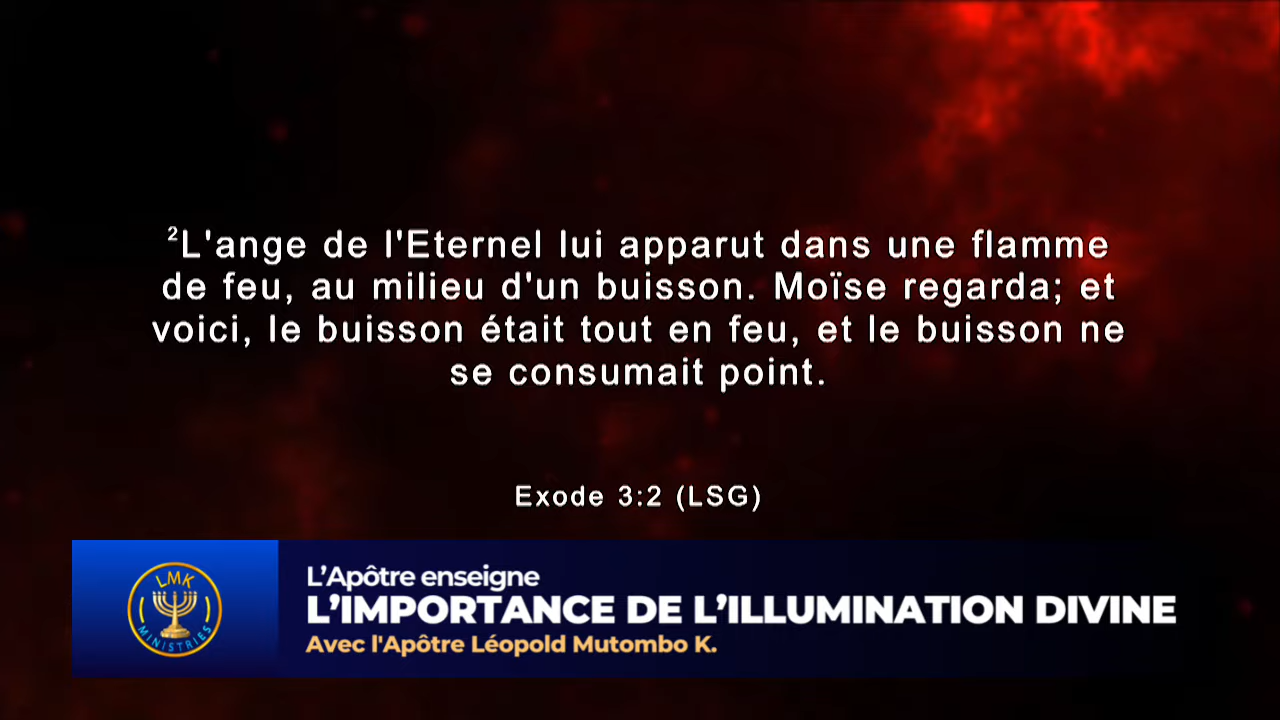 ²L'ange de l'Eternel lui apparut dans une flamme
de feu, au milieu d'un buisson. Moïse regarda; et
voici, le buisson était tout en feu, et le buisson ne
se consumait point.
Exode 3:2 (LSG)
LMK
MINISTRIES
L’Apôtre enseigne
L’IMPORTANCE DE L’ILLUMINATION DIVINE
Avec l'Apôtre Léopold Mutombo K.